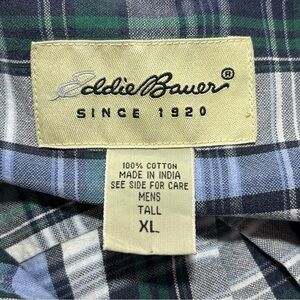 Eddie Bauer®
SINCE 1920
100% COTTON
MADE IN INDIA
SEE SIDE FOR CARE
MENS
TALL
XL